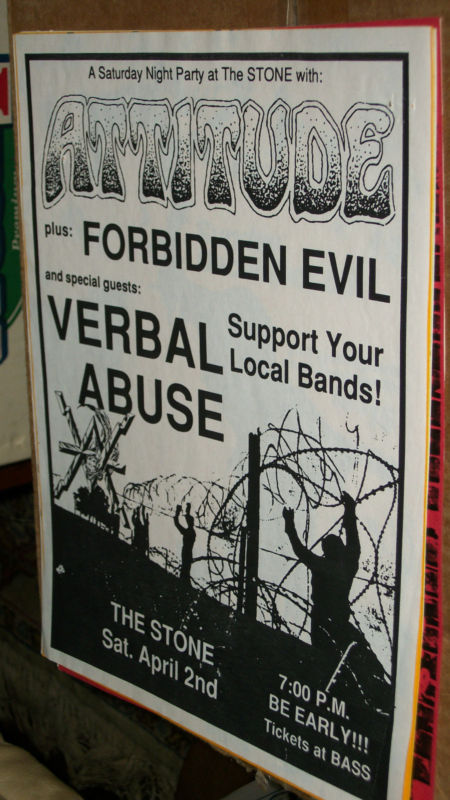 A Saturday Night Party at The STONE with:
ATTITUDE
plus: FORBIDDEN EVIL
and special guests:
VERBAL
ABUSE
Support Your
Local Bands!
THE STONE
Sat. April 2nd
7:00 P.M.
BE EARLY!!!
Tickets at BASS